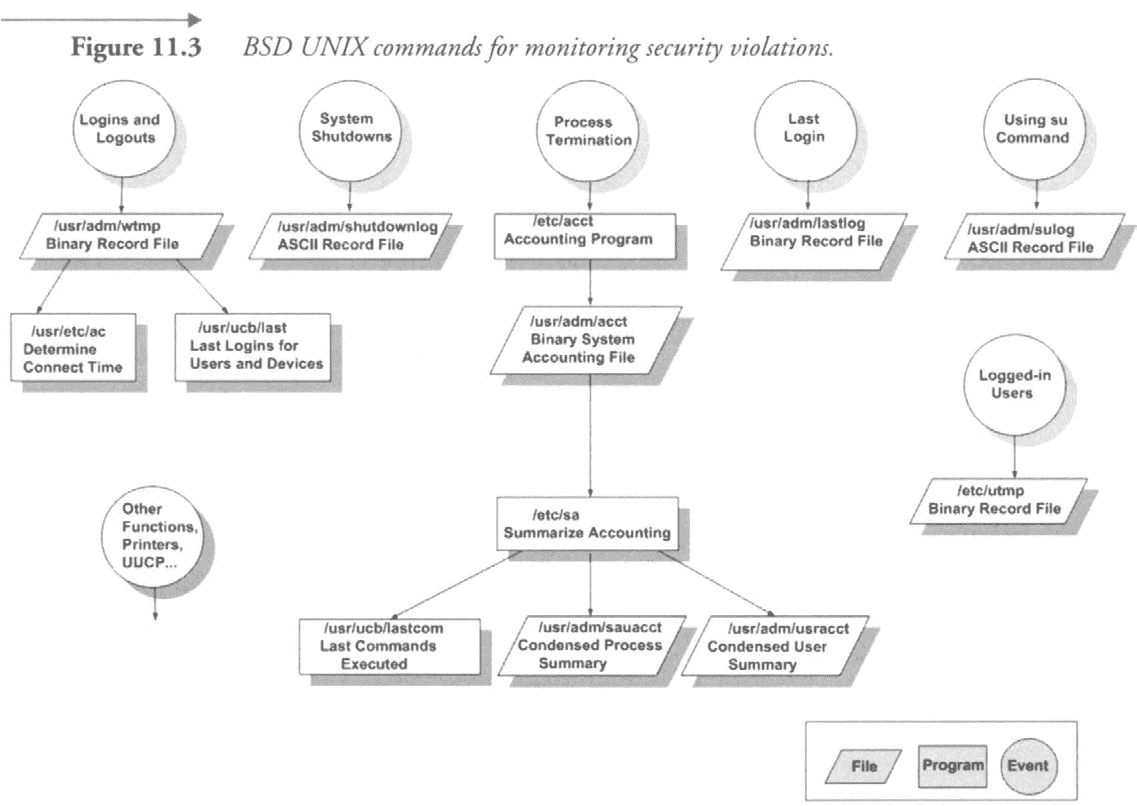 Figure 11.3 BSD UNIX commands for monitoring security violations.
Logins and
Logouts
System
Shutdowns
Process
Termination
Last
Login
Using su
Command
/usr/adm/wtmp
Binary Record File
/usr/adm/shutdownlog
ASCII Record File
/etc/acct
Accounting Program
/usr/adm/lastlog
Binary Record File
/usr/adm/sulog
ASCII Record File
/usr/etc/ac
Determine
Connect Time
/usr/ucb/last
Last Logins for
Users and Devices
/usr/adm/acct
Binary System
Accounting File
Logged-in
Users
/etc/utmp
Binary Record File
Other
Functions,
Printers,
UUCP...
/etc/sa
Summarize Accounting
/usr/ucb/lastcom
Last Commands
Executed
/usr/adm/sauacct
Condensed Process
Summary
/usr/adm/usracct
Condensed User
Summary
File
Program
Event